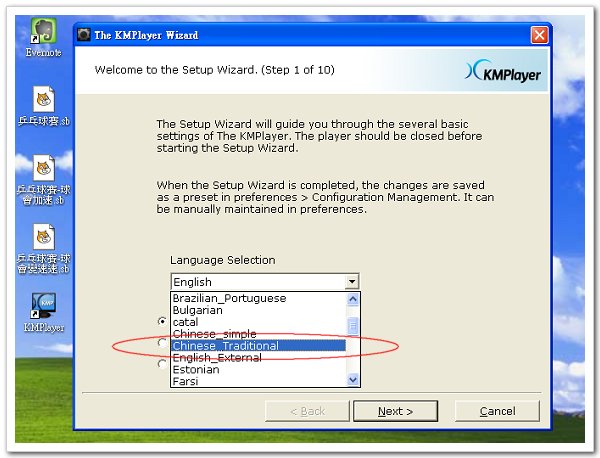 Evernote
乒乓球賽.sb
乒乓球賽-球
會加速.sb
乒乓球賽-球
會變速速.sb
KMPlayer
The KMPlayer Wizard
Welcome to the Setup Wizard. (Step 1 of 10)
KMPlayer
The Setup Wizard will guide you through the several basic
settings of The KMPlayer. The player should be closed before
starting the Setup Wizard.
When the Setup Wizard is completed, the changes are saved
as a preset in preferences > Configuration Management. It can
be manually maintained in preferences.
Language Selection
English
Brazilian_Portuguese
Bulgarian
catal
Chinese_simple
Chinese_Traditional
English_External
Estonian
Farsi
< Back
Next >
Cancel